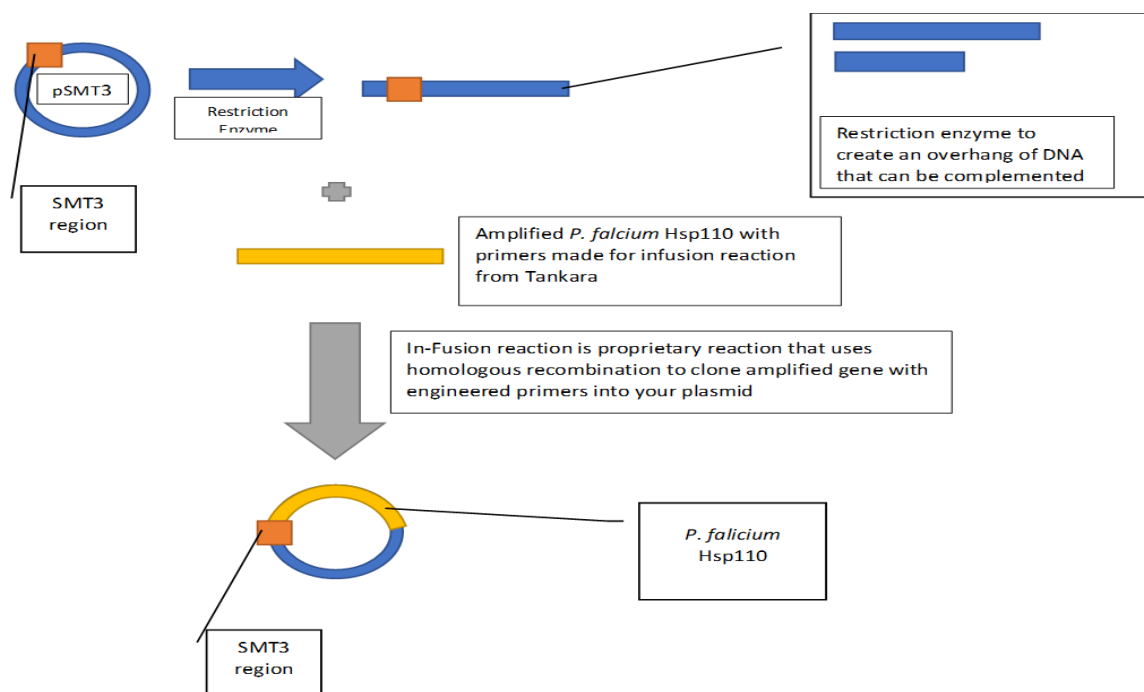 pSMT3
Restriction
Enzyme
SMT3
region
Restriction enzyme to
create an overhang of DNA
that can be complemented
Amplified P. falcium Hsp110 with
primers made for infusion reaction
from Tankara
In-Fusion reaction is proprietary reaction that uses
homologous recombination to clone amplified gene with
engineered primers into your plasmid
P. falicium
Hsp110
SMT3
region